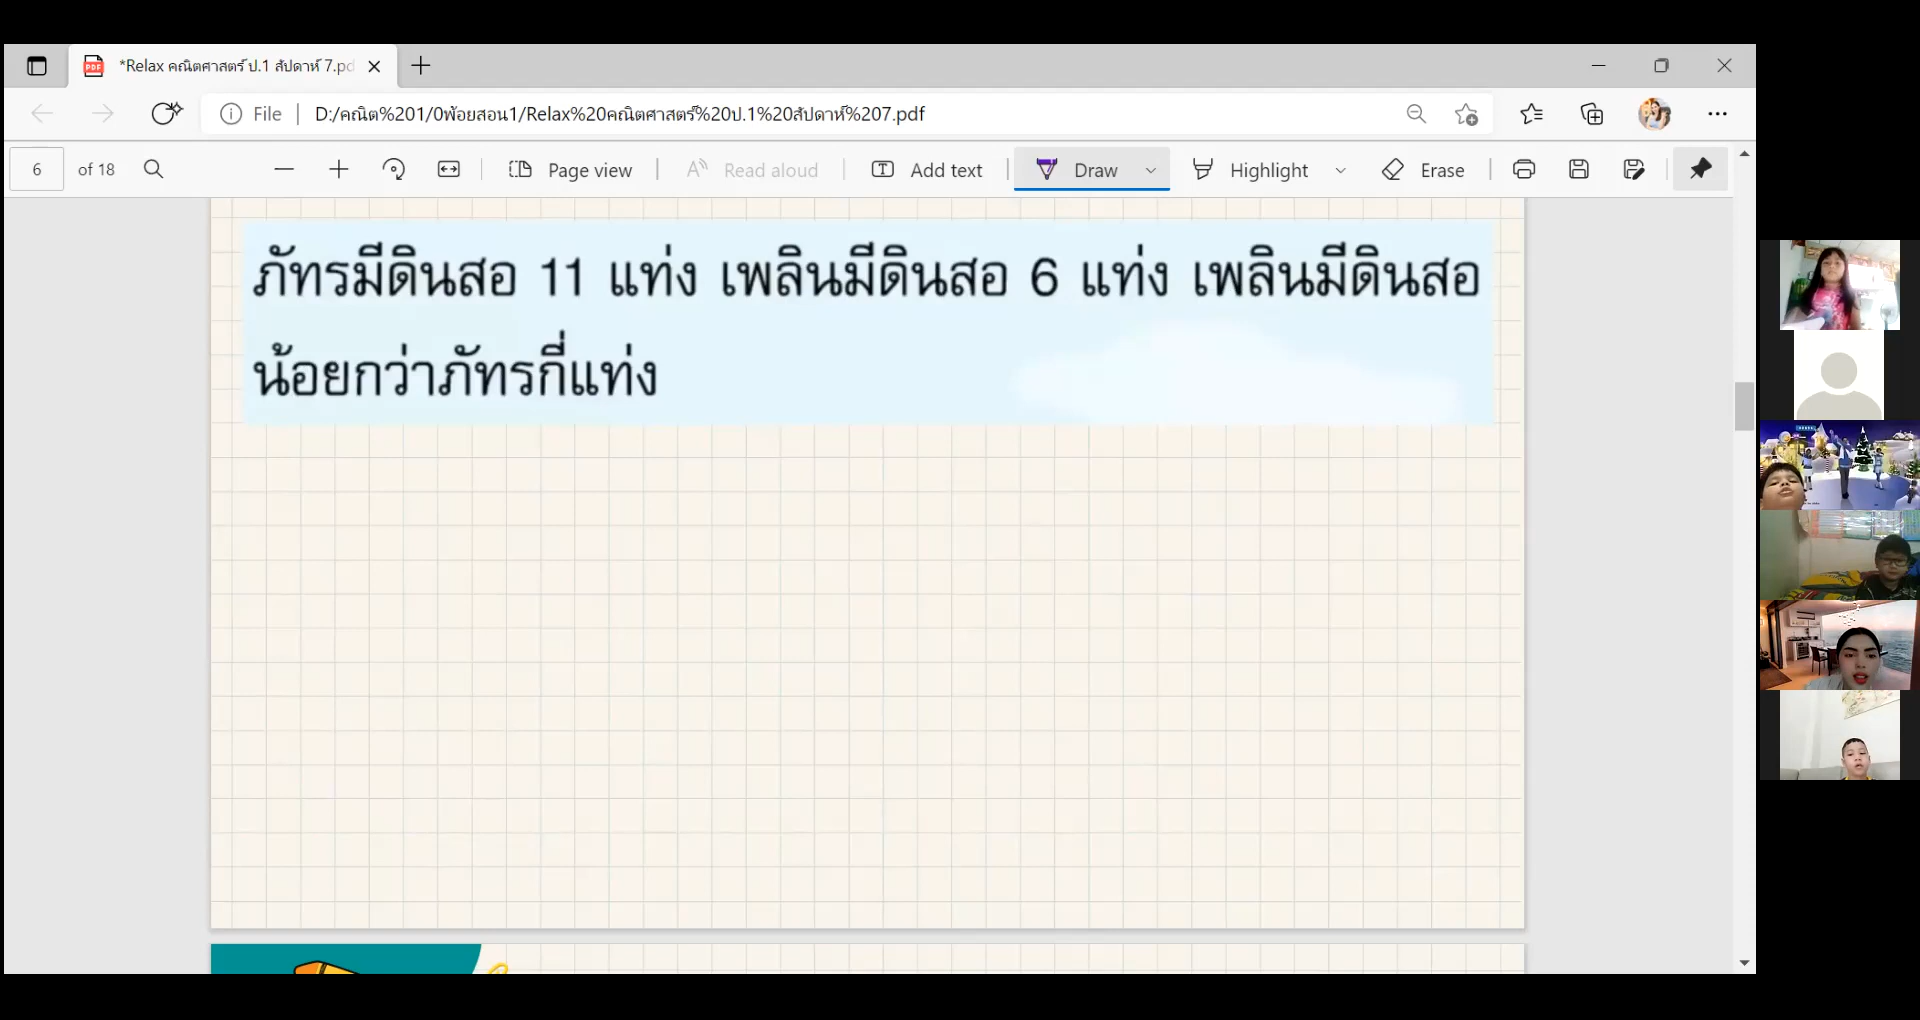 *Relax คณิตศาสตร์ ป.1 สัปดาห์ 7.pd
File
D:/คณิต%201/0พ้อยสอน1/Relax%20คณิตศาสตร์%20ป.1%20สัปดาห์%207.pdf
6 of 18
Page view
Read aloud
Add text
Draw
Highlight
Erase
ภัทรมีดินสอ 11 แท่ง เพลินมีดินสอ 6 แท่ง เพลินมีดินสอ
น้อยกว่าภัทรกี่แท่ง